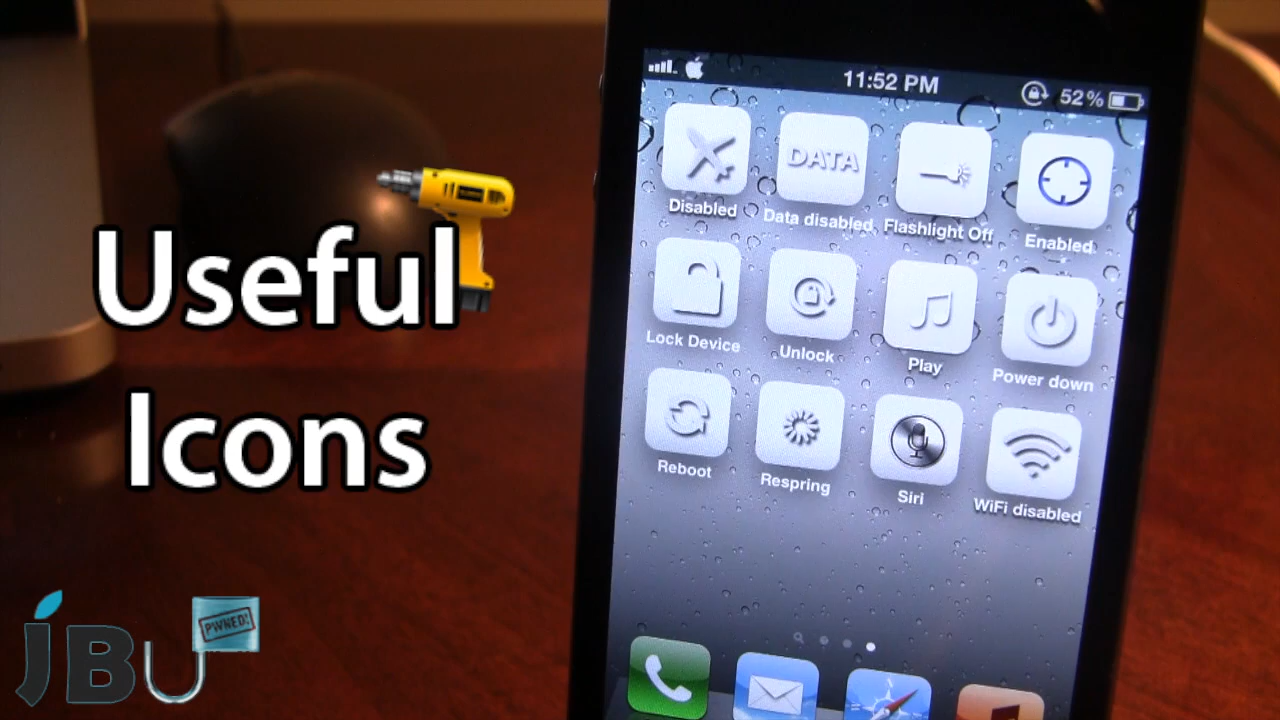 Useful
Icons
11:52 PM
52%
DATA
Disabled
Data disabled
Flashlight Off
Enabled
Lock Device
Unlock
Play
Power down
Reboot
Respring
Siri
WiFi disabled
JBU
PWNED!